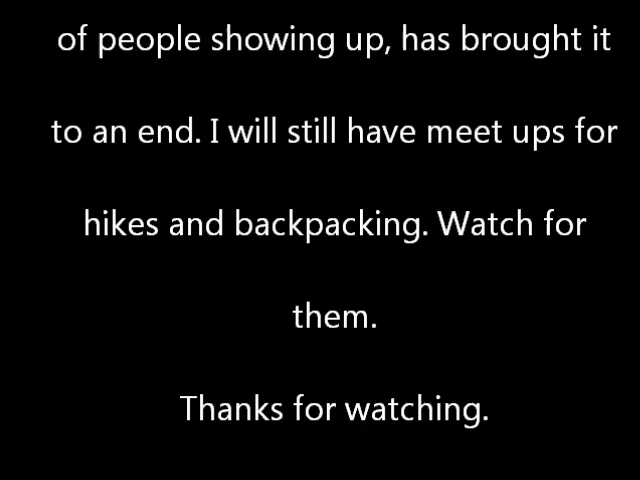 of people showing up, has brought it
to an end. I will still have meet ups for
hikes and backpacking. Watch for
them.
Thanks for watching.